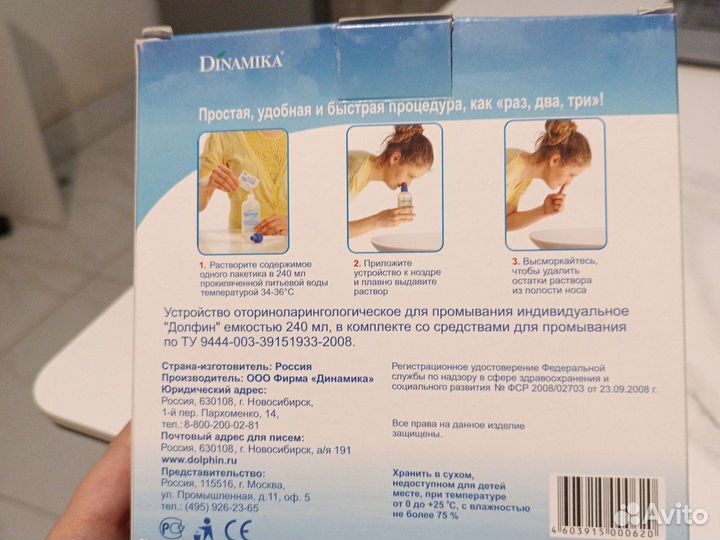 DINAMIKA®
Простая, удобная и быстрая процедура, как «раз, два, три»!
1. Растворите содержимое
одного пакетика в 240 мл
прокипяченной питьевой воды
температурой 34-36°С
2. Приложите
устройство к ноздре
и плавно выдавите
раствор
3. Высморкайтесь,
чтобы удалить
остатки раствора
из полости носа
Устройство оториноларингологическое для промывания индивидуальное
"Долфин" емкостью 240 мл, в комплекте со средствами для промывания
по ТУ 9444-003-39151933-2008.
Страна-изготовитель: Россия
Производитель: ООО Фирма «Динамика»
Юридический адрес:
Россия, 630108, г. Новосибирск,
1-й пер. Пархоменко, 14,
тел.: 8-800-200-02-81
Почтовый адрес для писем:
Россия, 630108, г. Новосибирск, а/я 191
www.dolphin.ru
Представительство:
Россия, 115516, г. Москва,
ул. Промышленная, д.11, оф. 5
тел.: (495) 926-23-65
Регистрационное удостоверение Федеральной
службы по надзору в сфере здравоохранения и
социального развития № ФСР 2008/02703 от 23.09.2008 г.
Все права на данное изделие
защищены.
Хранить в сухом,
недоступном для детей
месте, при температуре
от 0 до +25 °С, с влажностью
не более 75 %
РСТ
CE
4603915000620
Avito